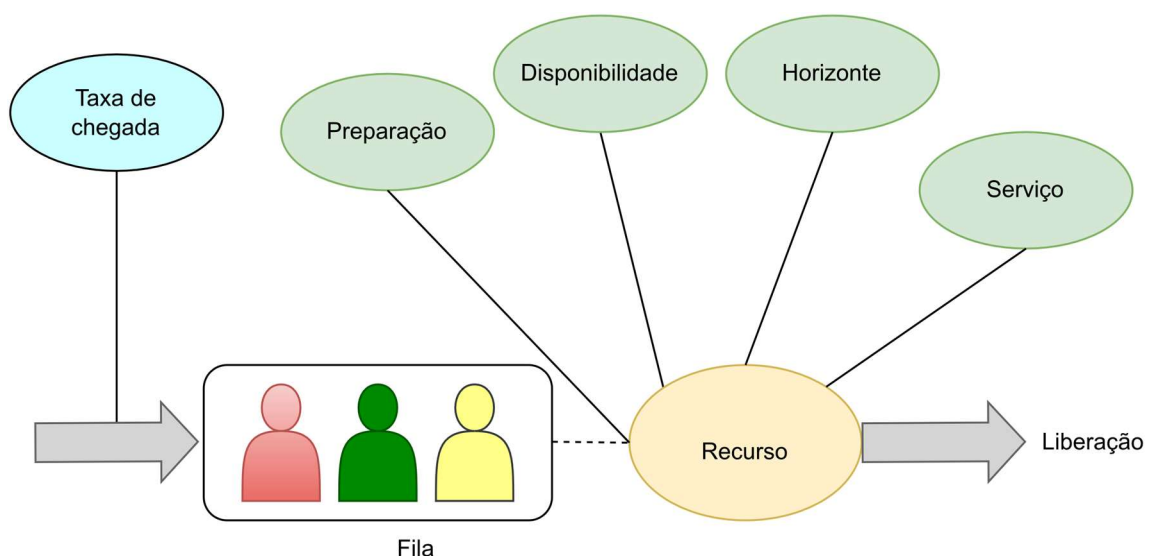 Taxa de
chegada
Preparação
Disponibilidade
Horizonte
Serviço
Recurso
Liberação
Fila